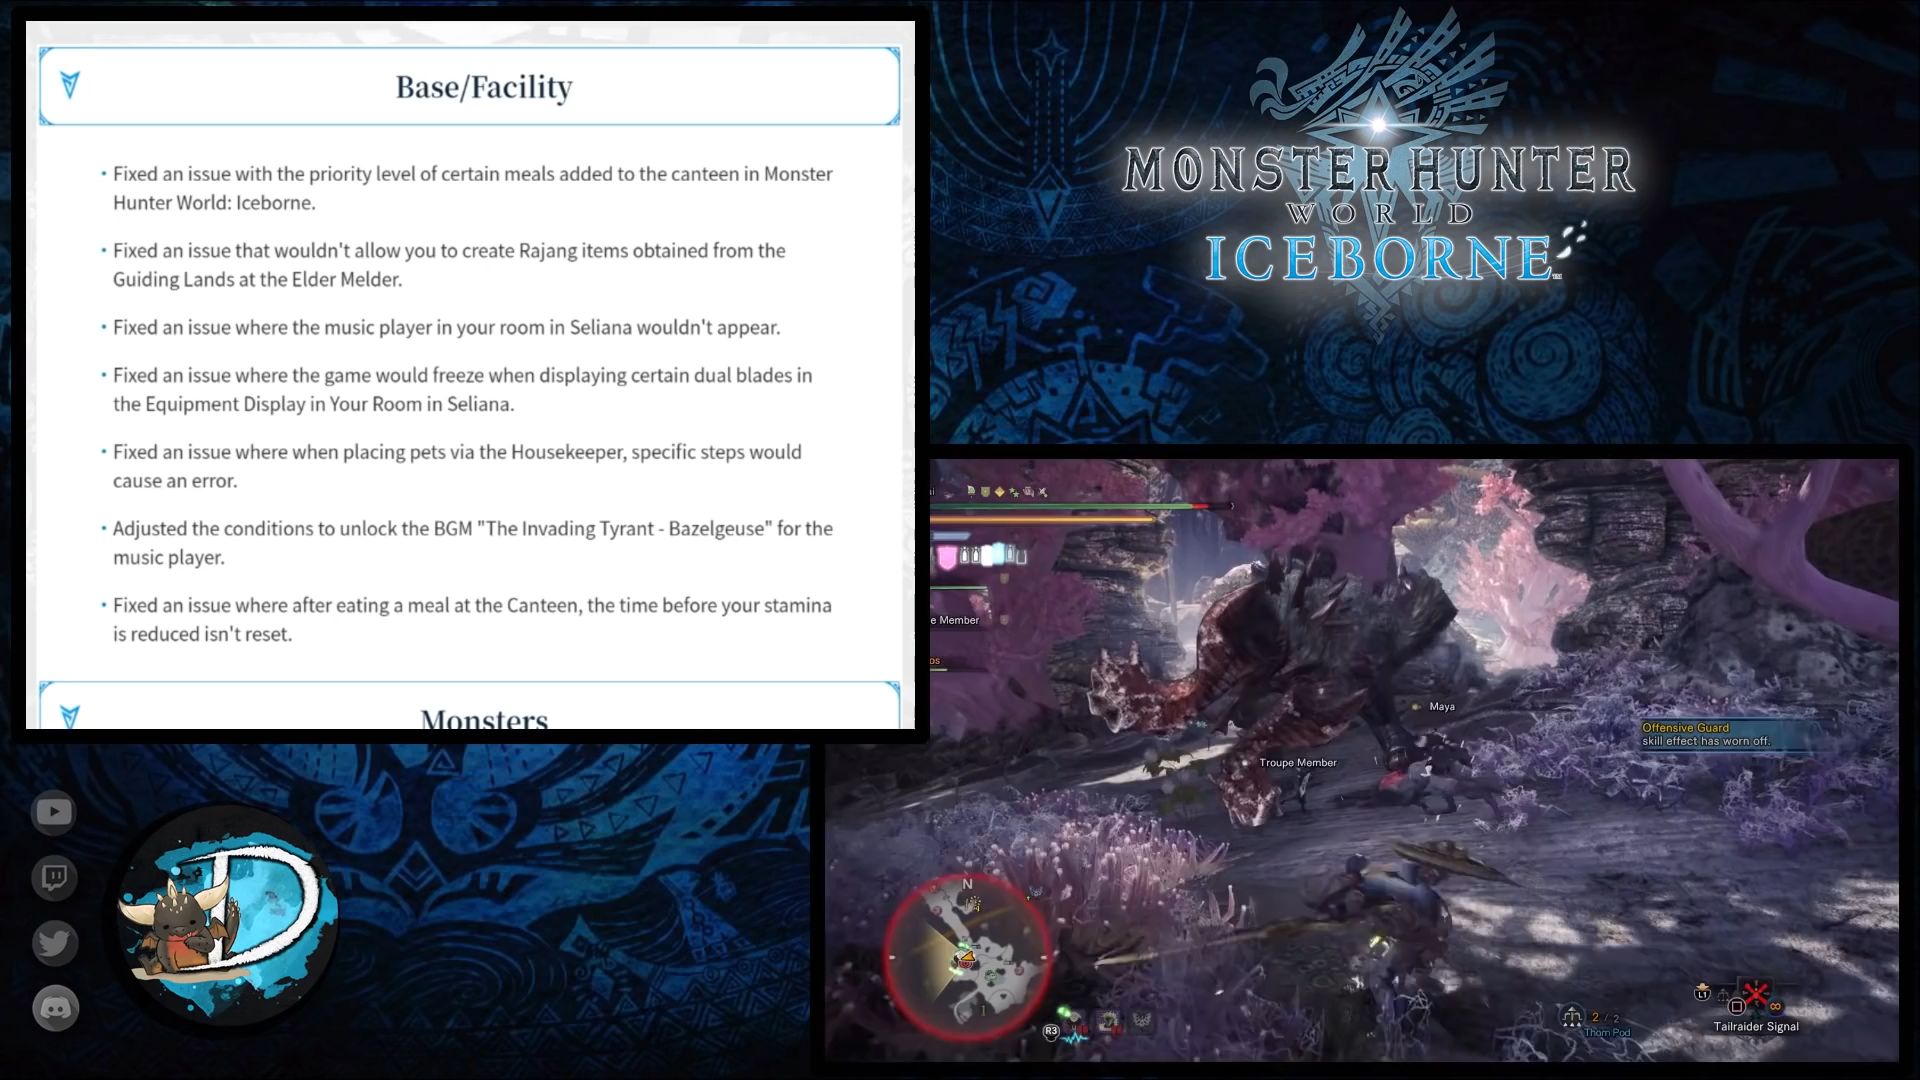 Base/Facility
• Fixed an issue with the priority level of certain meals added to the canteen in Monster
Hunter World: Iceborne.
• Fixed an issue that wouldn't allow you to create Rajang items obtained from the
Guiding Lands at the Elder Melder.
• Fixed an issue where the music player in your room in Seliana wouldn't appear.
• Fixed an issue where the game would freeze when displaying certain dual blades in
the Equipment Display in Your Room in Seliana.
• Fixed an issue where when placing pets via the Housekeeper, specific steps would
cause an error.
• Adjusted the conditions to unlock the BGM "The Invading Tyrant - Bazelgeuse" for the
music player.
• Fixed an issue where after eating a meal at the Canteen, the time before your stamina
is reduced isn't reset.
Monsters
MONSTER HUNTER
WORLD
ICEBORNE
TM
e Member
os
Maya
Offensive Guard
skill effect has worn off.
Troupe Member
N
1
R3
L1
2 / 2
Thorn Pod
Tailraider Signal
D